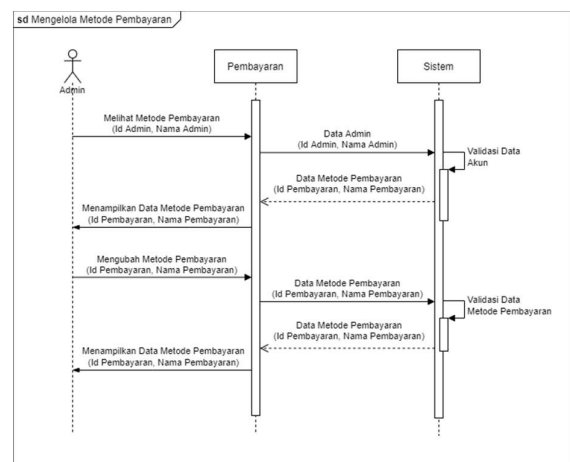 sd Mengelola Metode Pembayaran
Pembayaran
Sistem
Admin
Melihat Metode Pembayaran
(Id Admin, Nama Admin)
Data Admin
(Id Admin, Nama Admin)
Validasi Data
Akun
Data Metode Pembayaran
(Id Pembayaran, Nama Pembayaran)
Menampilkan Data Metode Pembayaran
(Id Pembayaran, Nama Pembayaran)
Mengubah Metode Pembayaran
(Id Pembayaran, Nama Pembayaran)
Data Metode Pembayaran
(Id Pembayaran, Nama Pembayaran)
Validasi Data
Metode Pembayaran
Data Metode Pembayaran
(Id Pembayaran, Nama Pembayaran)
Menampilkan Data Metode Pembayaran
(Id Pembayaran, Nama Pembayaran)